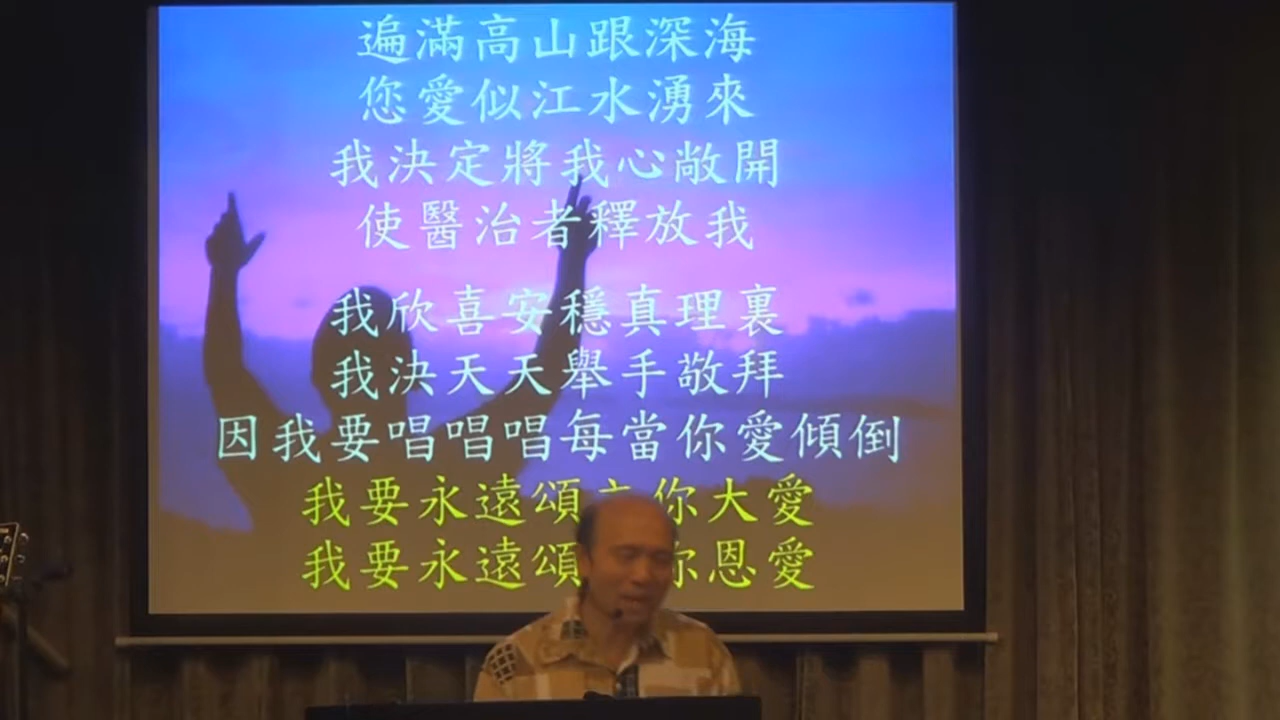 遍滿高山跟深海
您愛似江水湧來
我決定將我心敞開
使醫治者釋放我
我欣喜安穩真理裏
我決天天舉手敬拜
因我要唱唱唱每當你愛傾倒
我要永遠頌 你大愛
我要永遠頌 你恩愛